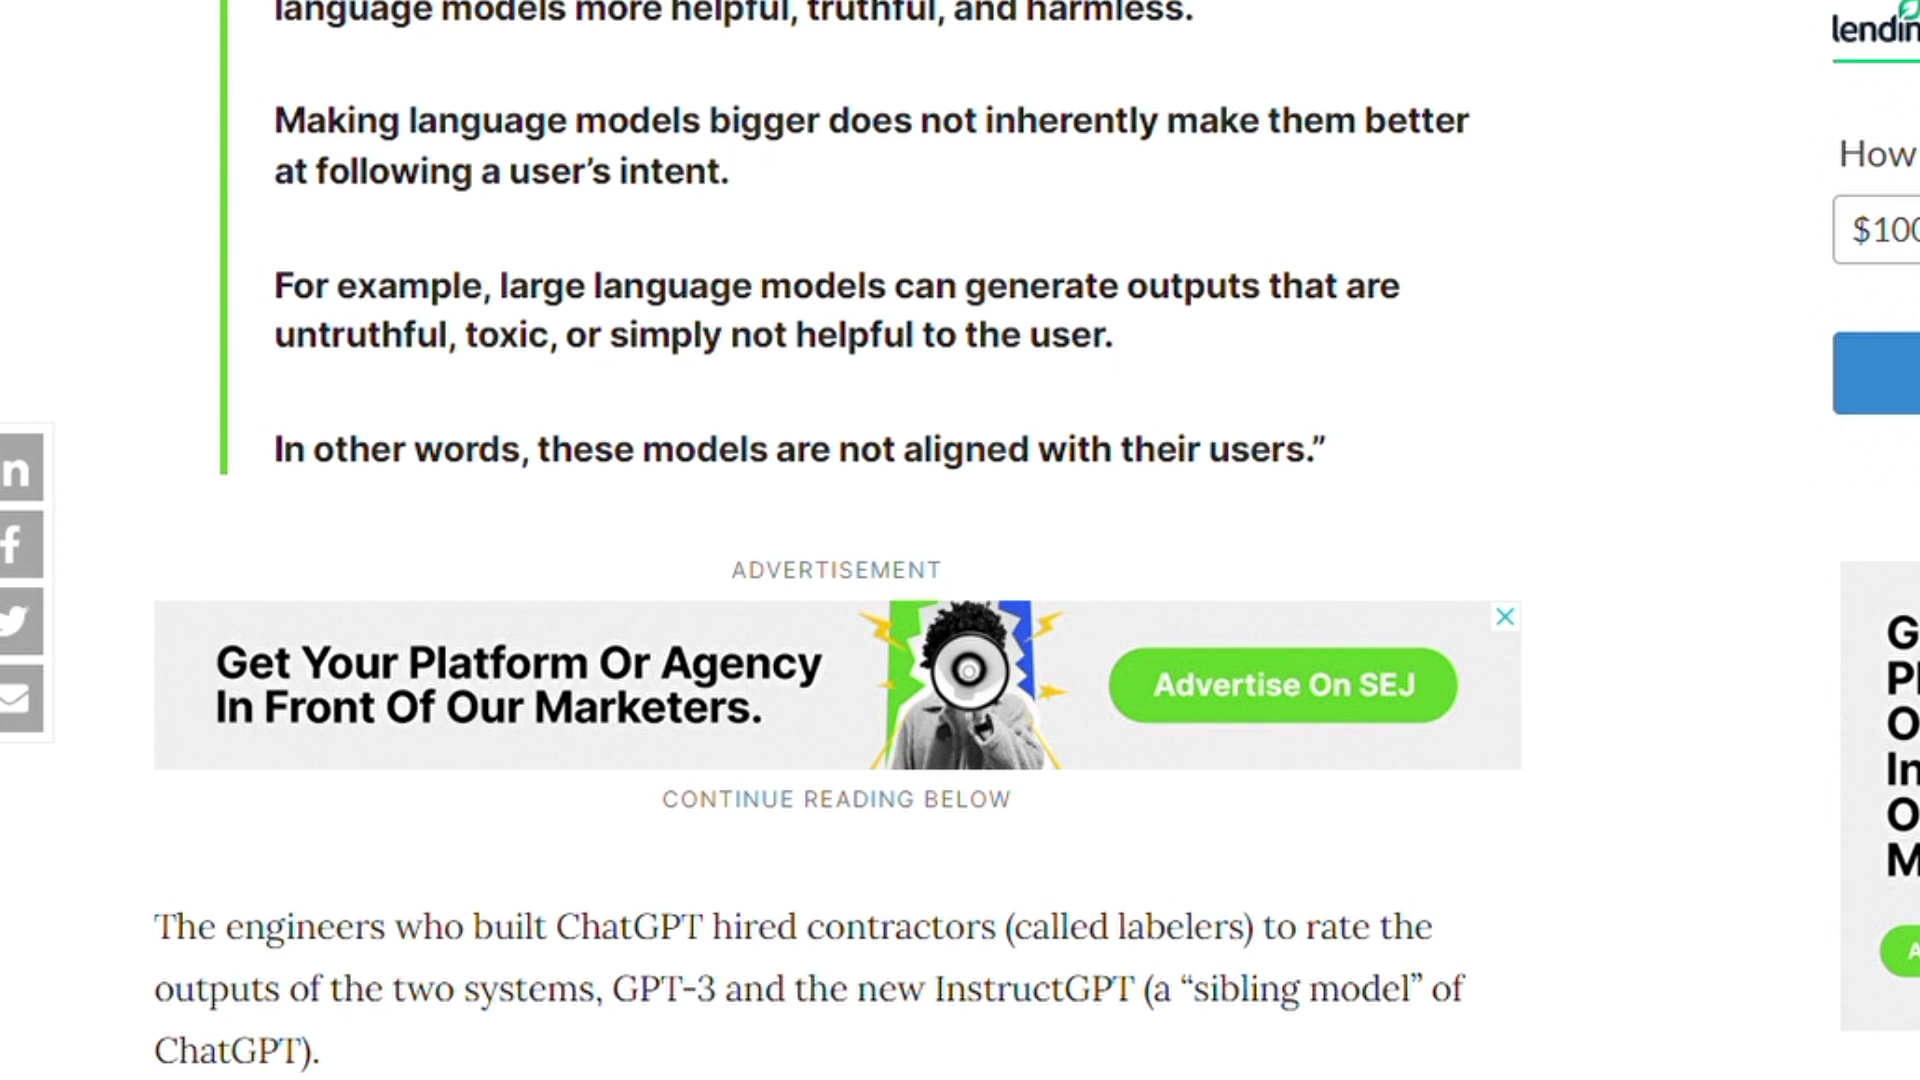 language models more helpful, truthful, and harmless.
Making language models bigger does not inherently make them better
at following a user’s intent.
For example, large language models can generate outputs that are
untruthful, toxic, or simply not helpful to the user.
In other words, these models are not aligned with their users.”
ADVERTISEMENT
Get Your Platform Or Agency
In Front Of Our Marketers.
Advertise On SEJ
CONTINUE READING BELOW
The engineers who built ChatGPT hired contractors (called labelers) to rate the
outputs of the two systems, GPT-3 and the new InstructGPT (a “sibling model” of
ChatGPT).
How
$100